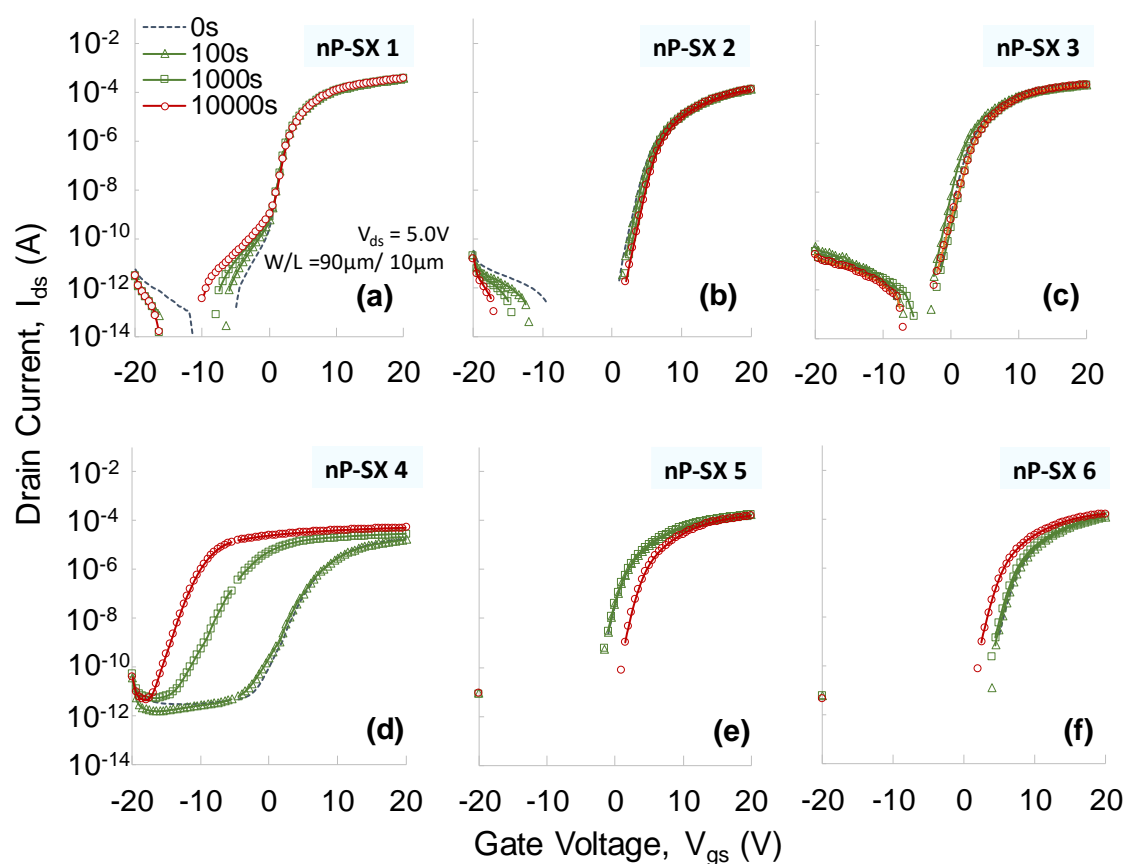 Drain Current, I_ds (A)
0s
100s
1000s
10000s
nP-SX 1
nP-SX 2
nP-SX 3
10^-2
10^-4
10^-6
10^-8
10^-10
10^-12
10^-14
V_ds = 5.0V
W/L =90µm/ 10µm
(a)
(b)
(c)
-20 -10 0 10 20
-20 -10 0 10 20
-20 -10 0 10 20
nP-SX 4
nP-SX 5
nP-SX 6
10^-2
10^-4
10^-6
10^-8
10^-10
10^-12
10^-14
(d)
(e)
(f)
-20 -10 0 10 20
-20 -10 0 10 20
-20 -10 0 10 20
Gate Voltage, V_gs (V)